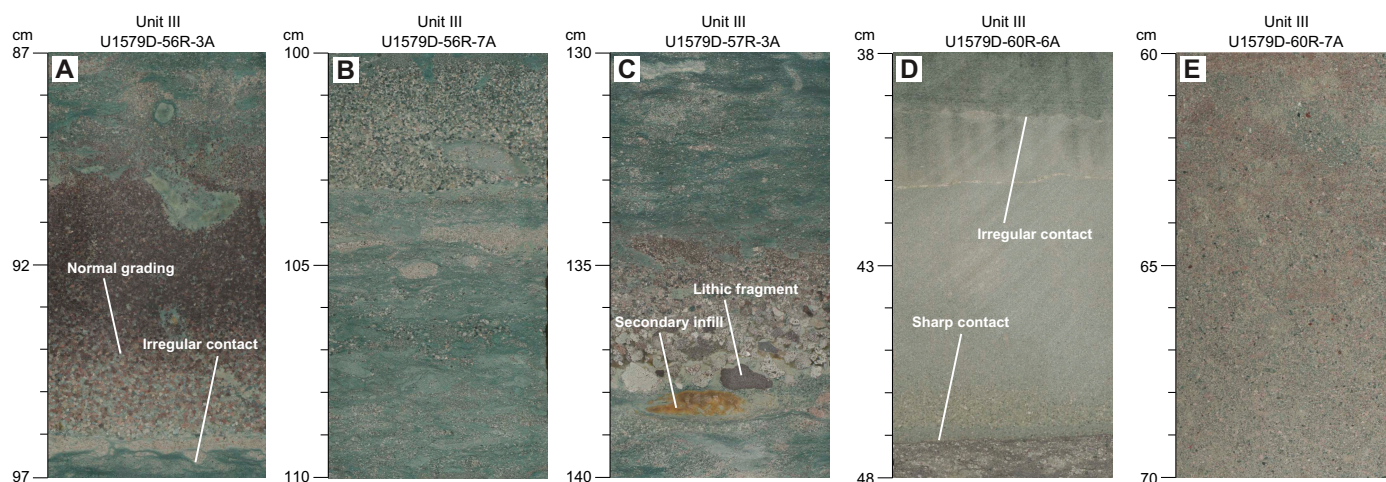 Unit III
U1579D-56R-3A
cm
87
A
92
97
Normal grading
Irregular contact
Unit III
U1579D-56R-7A
cm
100
B
105
110
Unit III
U1579D-57R-3A
cm
130
C
135
140
Lithic fragment
Secondary infill
Unit III
U1579D-60R-6A
cm
38
D
43
48
Irregular contact
Sharp contact
Unit III
U1579D-60R-7A
cm
60
E
65
70